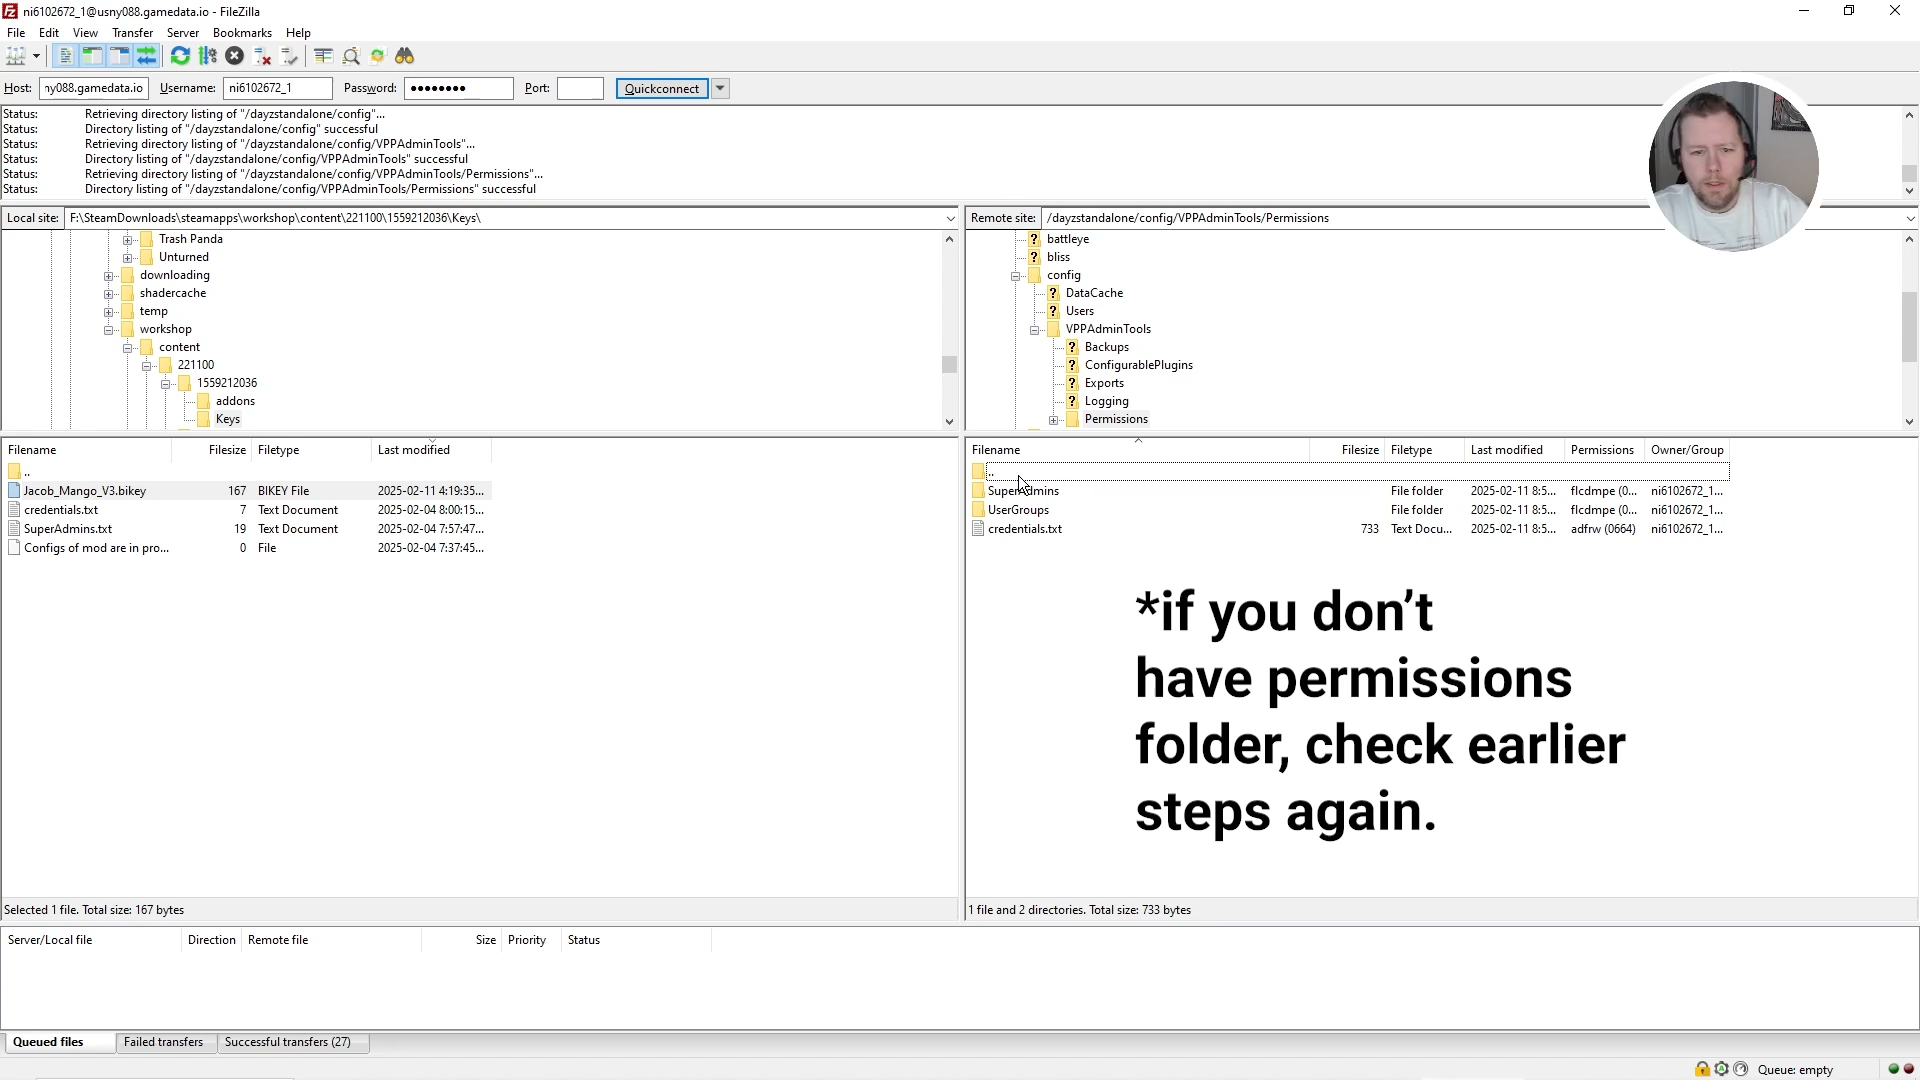 ni6102672_1@usny088.gamedata.io - FileZilla
File Edit View Transfer Server Bookmarks Help
Host: ny088.gamedata.io Username: ni6102672_1 Password: ●●●●●●●● Port: Quickconnect
Status: Retrieving directory listing of "/dayzstandalone/config"...
Status: Directory listing of "/dayzstandalone/config" successful
Status: Retrieving directory listing of "/dayzstandalone/config/VPPAdminTools"...
Status: Directory listing of "/dayzstandalone/config/VPPAdminTools" successful
Status: Retrieving directory listing of "/dayzstandalone/config/VPPAdminTools/Permissions"...
Status: Directory listing of "/dayzstandalone/config/VPPAdminTools/Permissions" successful
Local site: F:\SteamDownloads\steamapps\workshop\content\221100\1559212036\Keys\
Trash Panda
Unturned
downloading
shadercache
temp
workshop
content
221100
1559212036
addons
Keys
Filename Filesize Filetype Last modified
..
Jacob_Mango_V3.bikey 167 BIKEY File 2025-02-11 4:19:35...
credentials.txt 7 Text Document 2025-02-04 8:00:15...
SuperAdmins.txt 19 Text Document 2025-02-04 7:57:47...
Configs of mod are in pro... 0 File 2025-02-04 7:37:45...
Selected 1 file. Total size: 167 bytes
Remote site: /dayzstandalone/config/VPPAdminTools/Permissions
battleye
bliss
config
DataCache
Users
VPPAdminTools
Backups
ConfigurablePlugins
Exports
Logging
Permissions
Filename Filesize Filetype Last modified Permissions Owner/Group
..
SuperAdmins File folder 2025-02-11 8:5... flcdmpe (0... ni6102672_1...
UserGroups File folder 2025-02-11 8:5... flcdmpe (0... ni6102672_1...
credentials.txt 733 Text Docu... 2025-02-11 8:5... adfrw (0664) ni6102672_1...
*if you don’t
have permissions
folder, check earlier
steps again.
1 file and 2 directories. Total size: 733 bytes
Server/Local file Direction Remote file Size Priority Status
Queued files Failed transfers Successful transfers (27)
Queue: empty